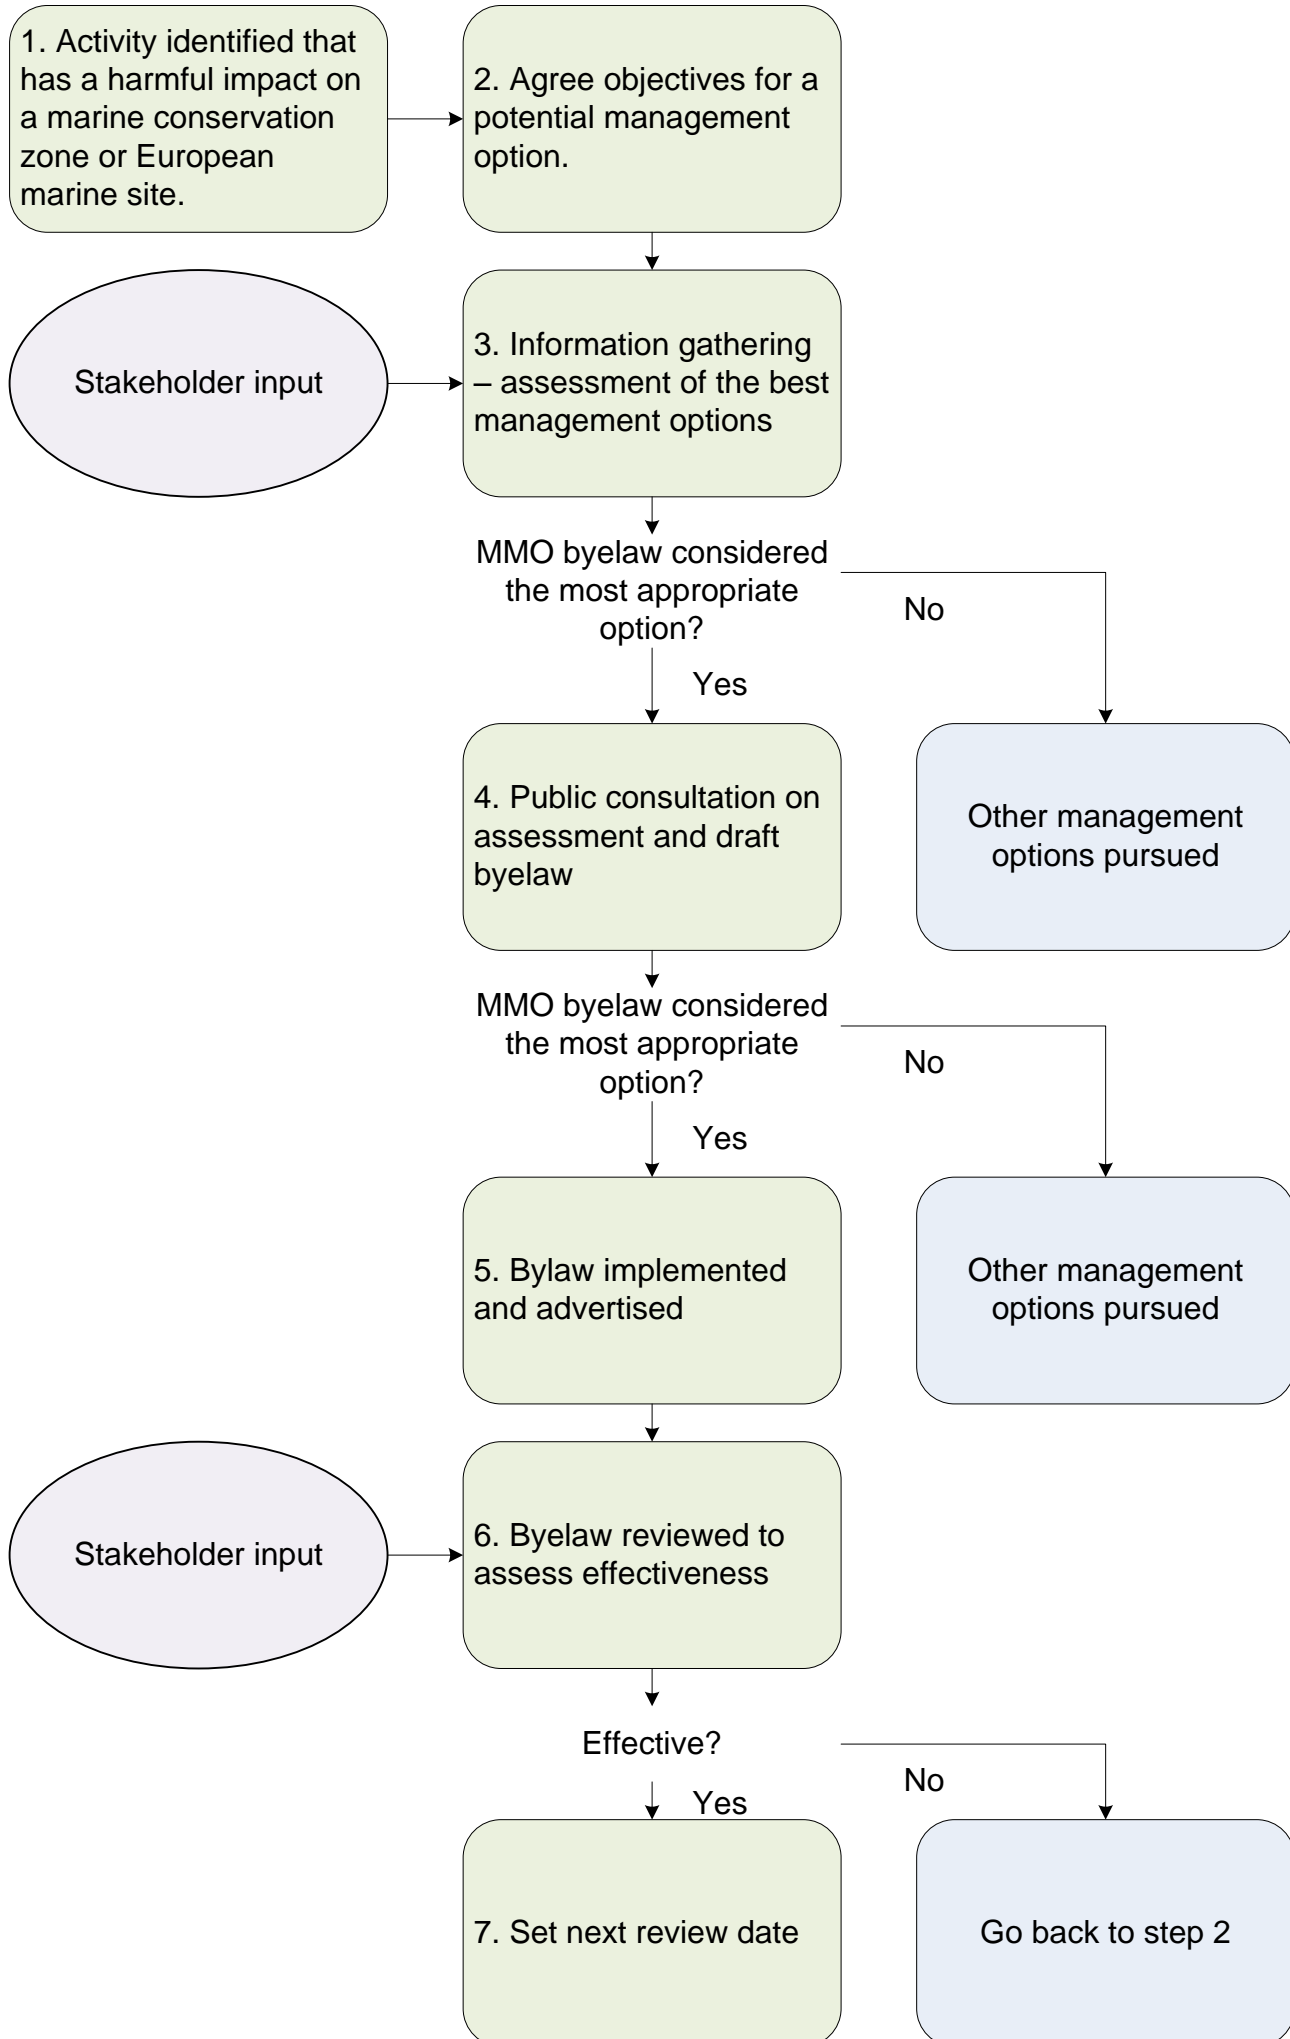 1. Activity identified that
has a harmful impact on
a marine conservation
zone or European
marine site.
2. Agree objectives for a
potential management
option.
Stakeholder input
3. Information gathering
– assessment of the best
management options
MMO byelaw considered
the most appropriate
option?
No
Yes
4. Public consultation on
assessment and draft
byelaw
Other management
options pursued
MMO byelaw considered
the most appropriate
option?
No
Yes
5. Bylaw implemented
and advertised
Other management
options pursued
Stakeholder input
6. Byelaw reviewed to
assess effectiveness
Effective?
No
Yes
7. Set next review date
Go back to step 2